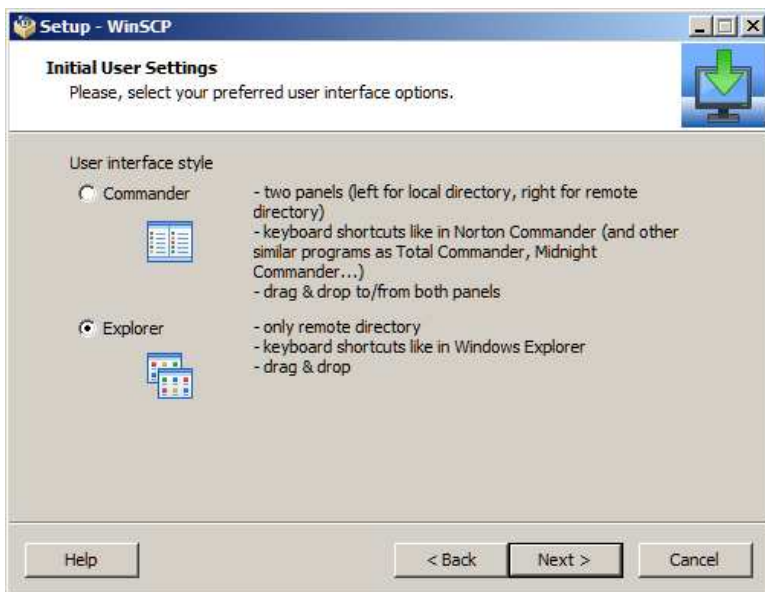 Setup - WinSCP
Initial User Settings
Please, select your preferred user interface options.
User interface style
Commander
- two panels (left for local directory, right for remote
directory)
- keyboard shortcuts like in Norton Commander (and other
similar programs as Total Commander, Midnight
Commander...)
- drag & drop to/from both panels
Explorer
- only remote directory
- keyboard shortcuts like in Windows Explorer
- drag & drop
Help
< Back
Next >
Cancel